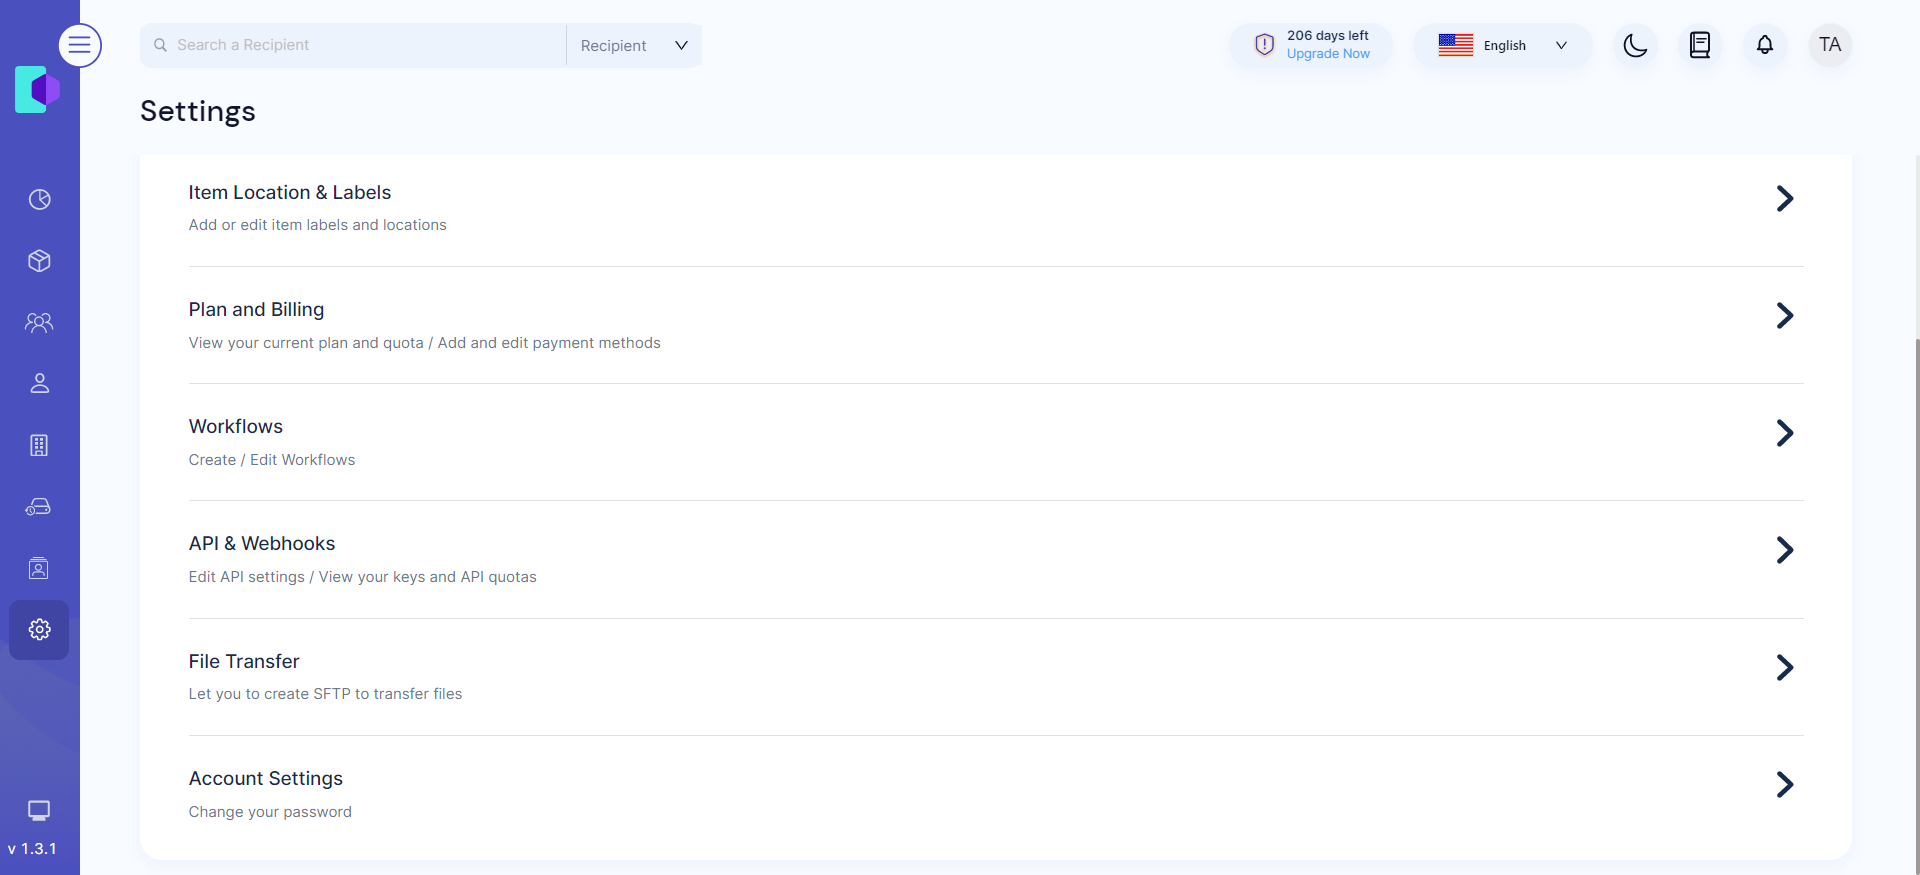 Search a Recipient
Recipient
206 days left
Upgrade Now
English
TA
Settings
Item Location & Labels
Add or edit item labels and locations
Plan and Billing
View your current plan and quota / Add and edit payment methods
Workflows
Create / Edit Workflows
API & Webhooks
Edit API settings / View your keys and API quotas
File Transfer
Let you to create SFTP to transfer files
Account Settings
Change your password
v 1.3.1